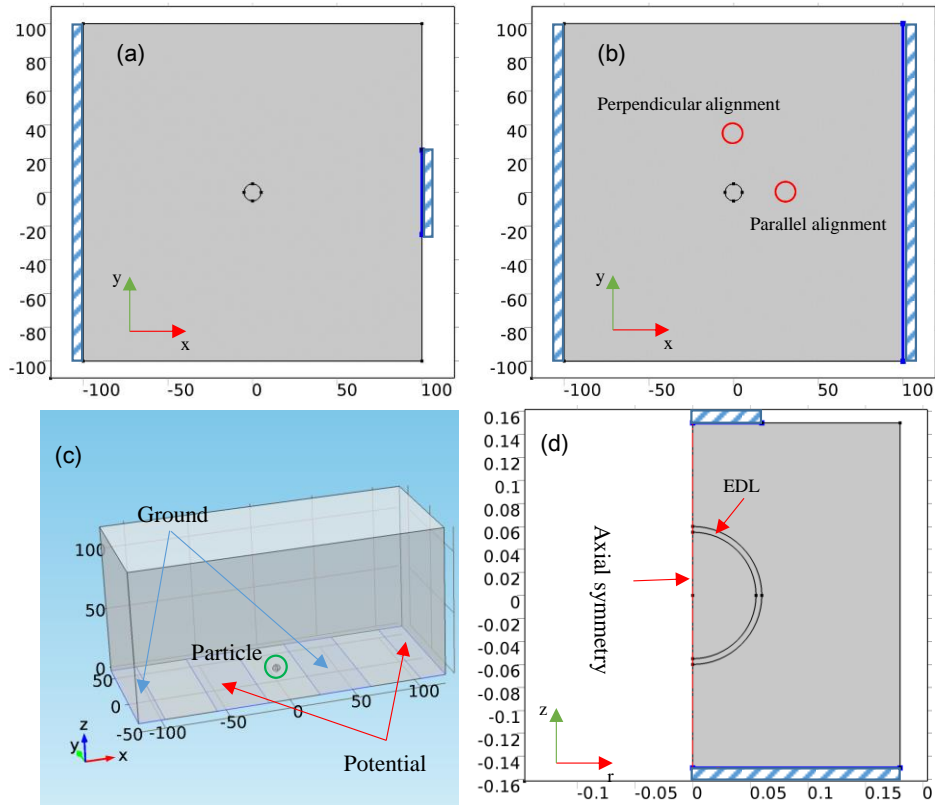 (a)
100
80
60
40
20
0
-20
-40
-60
-80
-100
y
x
-100 -50 0 50 100
(b)
100
80
60
40
20
0
-20
-40
-60
-80
-100
Perpendicular alignment
Parallel alignment
y
x
-100 -50 0 50 100
(c)
Ground
100
50
0
Particle
50
0
-50
-100 -50 0 50 100
Potential
z
y
x
(d)
0.16
0.14
0.12
0.1
0.08
0.06
0.04
0.02
0
-0.02
-0.04
-0.06
-0.08
-0.1
-0.12
-0.14
-0.16
EDL
Axial symmetry
z
r
-0.1 -0.05 0 0.05 0.1 0.15 0